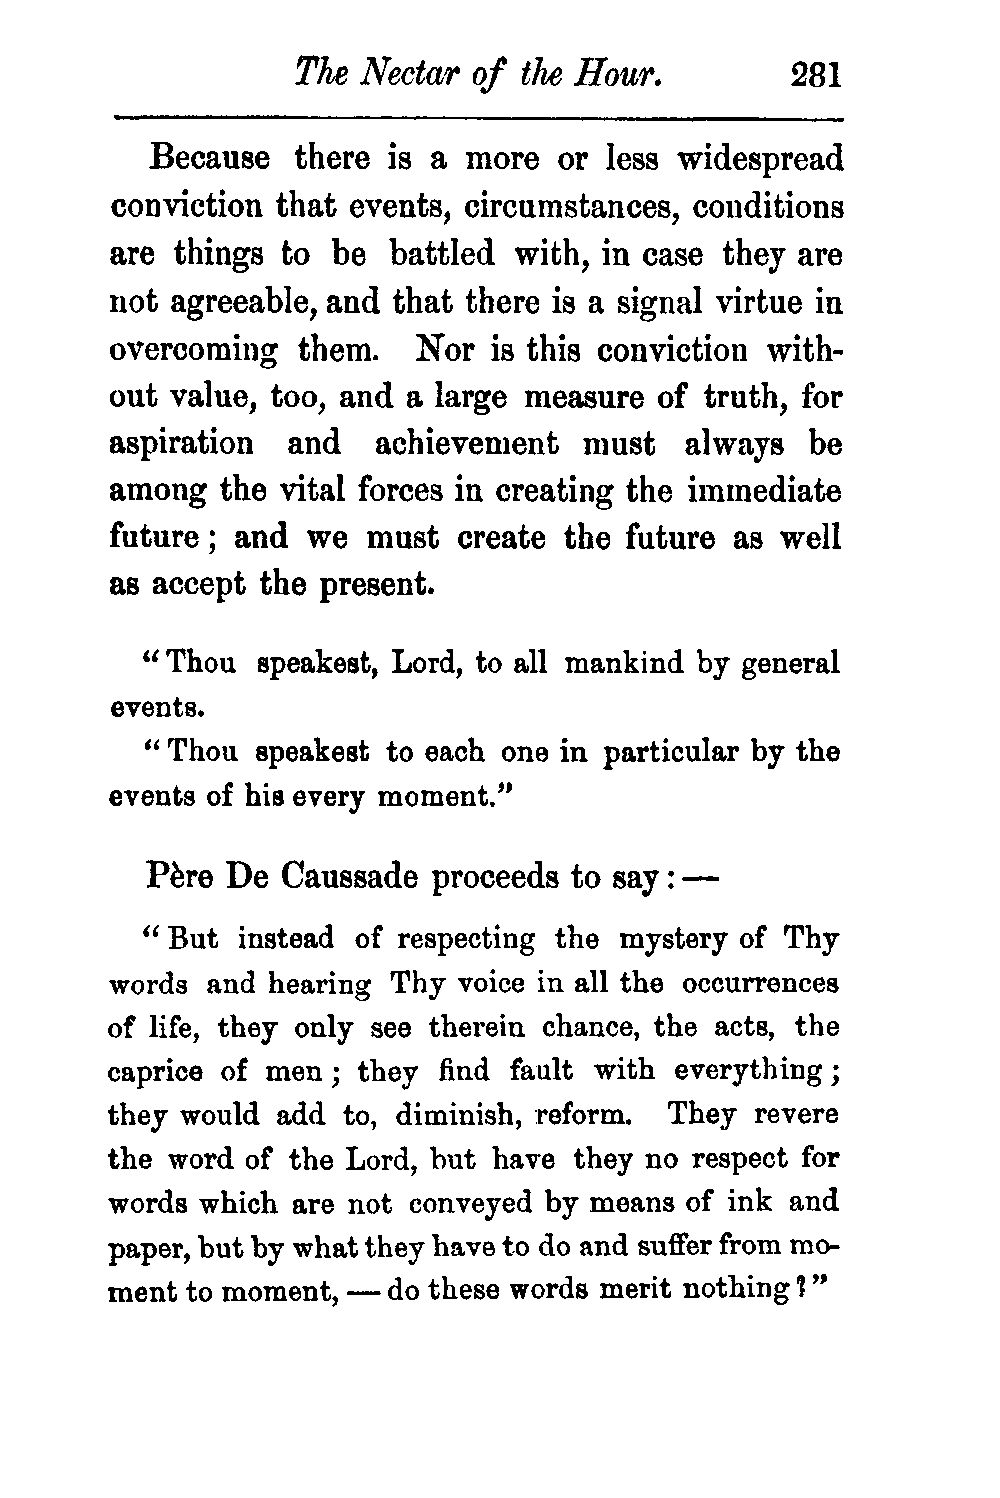 The Nectar of the Hour. 281
Because there is a more or less widespread
conviction that events, circumstances, conditions
are things to be battled with, in case they are
not agreeable, and that there is a signal virtue in
overcoming them. Nor is this conviction with-
out value, too, and a large measure of truth, for
aspiration and achievement must always be
among the vital forces in creating the immediate
future; and we must create the future as well
as accept the present.
“Thou speakest, Lord, to all mankind by general
events.
“Thou speakest to each one in particular by the
events of his every moment.”
Père De Caussade proceeds to say: —
“But instead of respecting the mystery of Thy
words and hearing Thy voice in all the occurrences
of life, they only see therein chance, the acts, the
caprice of men; they find fault with everything;
they would add to, diminish, reform. They revere
the word of the Lord, but have they no respect for
words which are not conveyed by means of ink and
paper, but by what they have to do and suffer from mo-
ment to moment, — do these words merit nothing?”